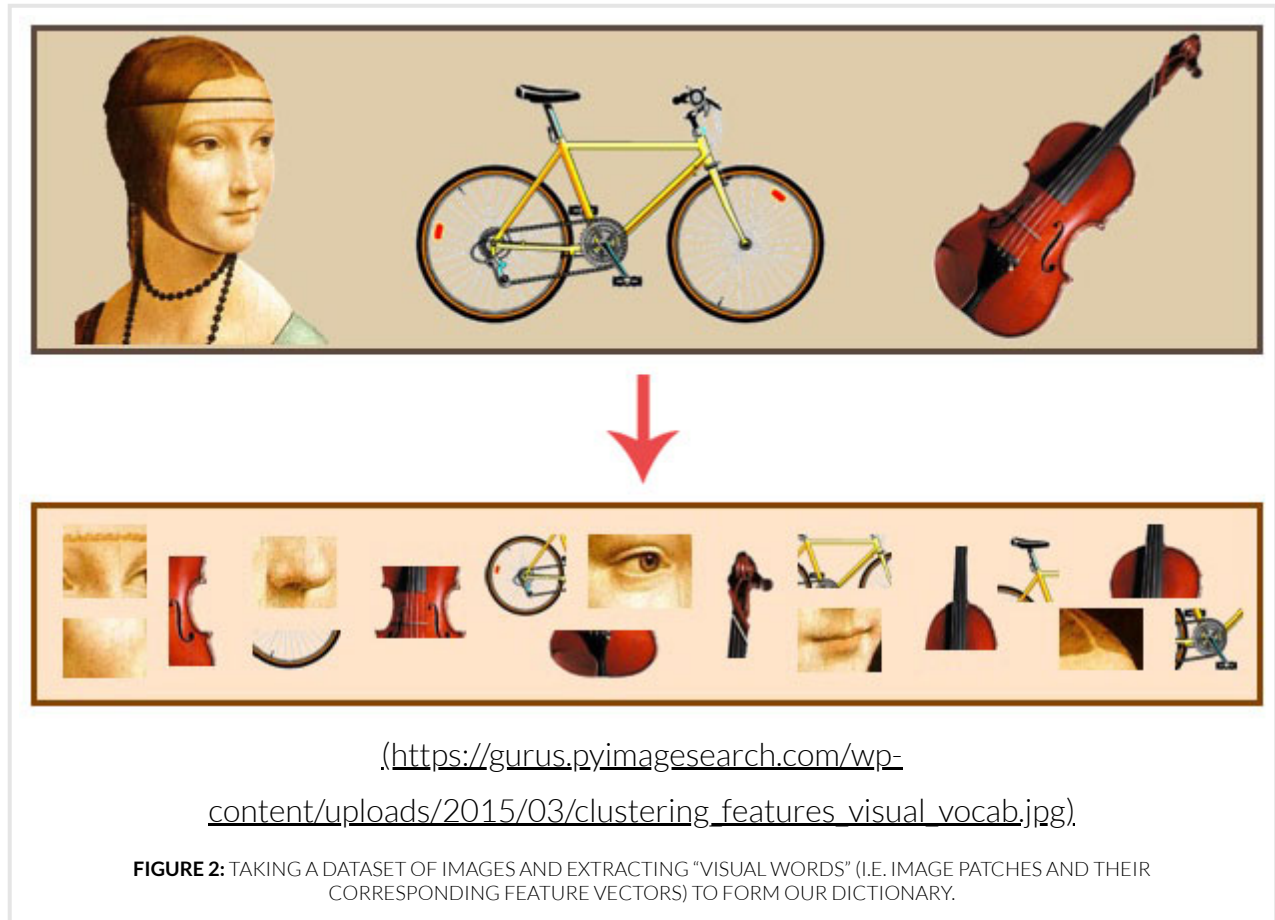 (https://gurus.pyimagesearch.com/wp-
content/uploads/2015/03/clustering_features_visual_vocab.jpg)
FIGURE 2: TAKING A DATASET OF IMAGES AND EXTRACTING “VISUAL WORDS” (I.E. IMAGE PATCHES AND THEIR
CORRESPONDING FEATURE VECTORS) TO FORM OUR DICTIONARY.